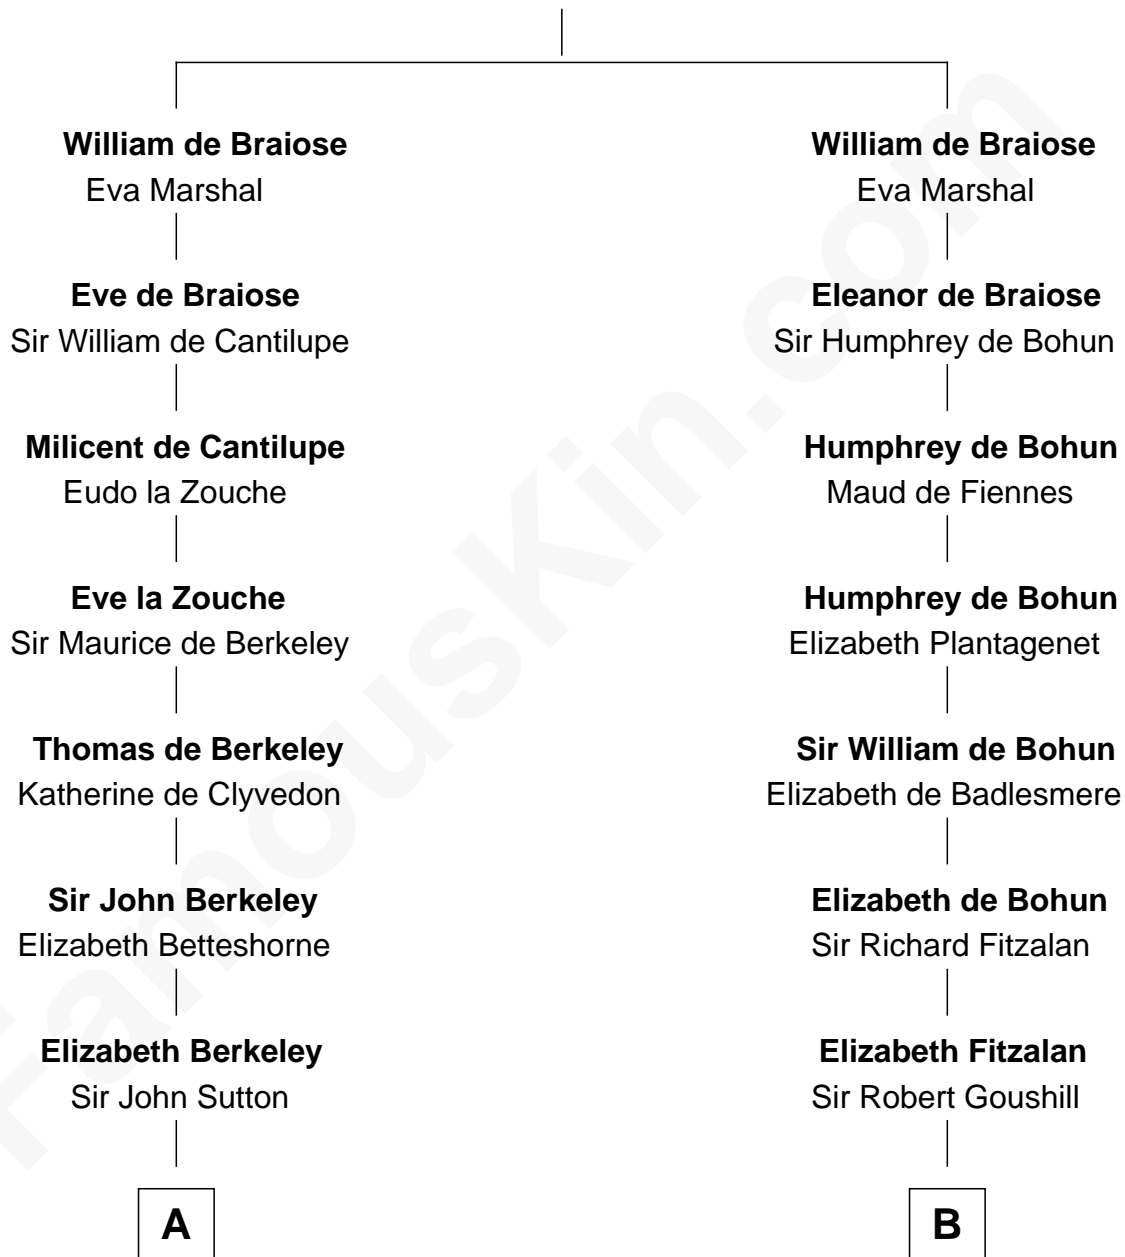 William de Braiose
Eva Marshal
Eve de Braiose
Sir William de Cantilupe
Milicent de Cantilupe
Eudo la Zouche
Eve la Zouche
Sir Maurice de Berkeley
Thomas de Berkeley
Katherine de Clyvedon
Sir John Berkeley
Elizabeth Betteshorne
Elizabeth Berkeley
Sir John Sutton
A
William de Braiose
Eva Marshal
Eleanor de Braiose
Sir Humphrey de Bohun
Humphrey de Bohun
Maud de Fiennes
Humphrey de Bohun
Elizabeth Plantagenet
Sir William de Bohun
Elizabeth de Badlesmere
Elizabeth de Bohun
Sir Richard Fitzalan
Elizabeth Fitzalan
Sir Robert Goushill
B
FamousKin.com